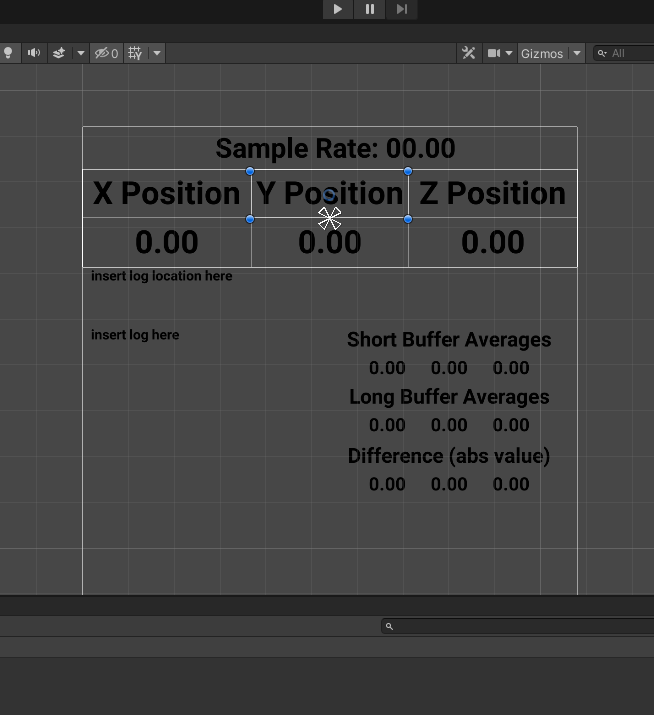 0
Gizmos
All
Sample Rate: 00.00
X Position Y Position Z Position
0.00 0.00 0.00
insert log location here
insert log here
Short Buffer Averages
0.00 0.00 0.00
Long Buffer Averages
0.00 0.00 0.00
Difference (abs value)
0.00 0.00 0.00